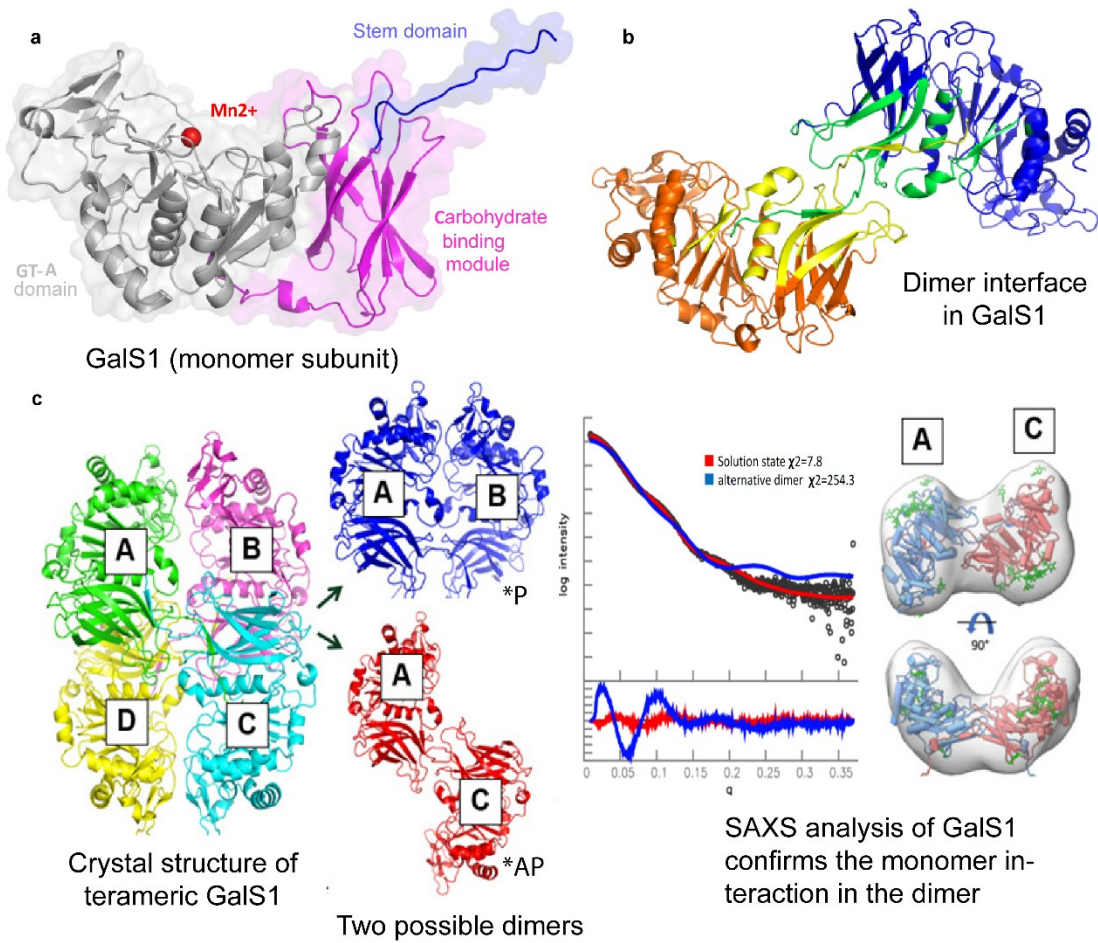 a
Stem domain
Mn2+
Carbohydrate
binding
module
GT-A
domain
GalS1 (monomer subunit)
b
Dimer interface
in GalS1
c
A
B
D
C
Crystal structure of
terameric GalS1
A
B
*P
A
C
*AP
Two possible dimers
log intensity
Solution state χ2=7.8
alternative dimer χ2=254.3
0
0.05
0.1
0.15
0.2
0.25
0.3
0.35
q
A
C
90°
SAXS analysis of GalS1
confirms the monomer in-
teraction in the dimer